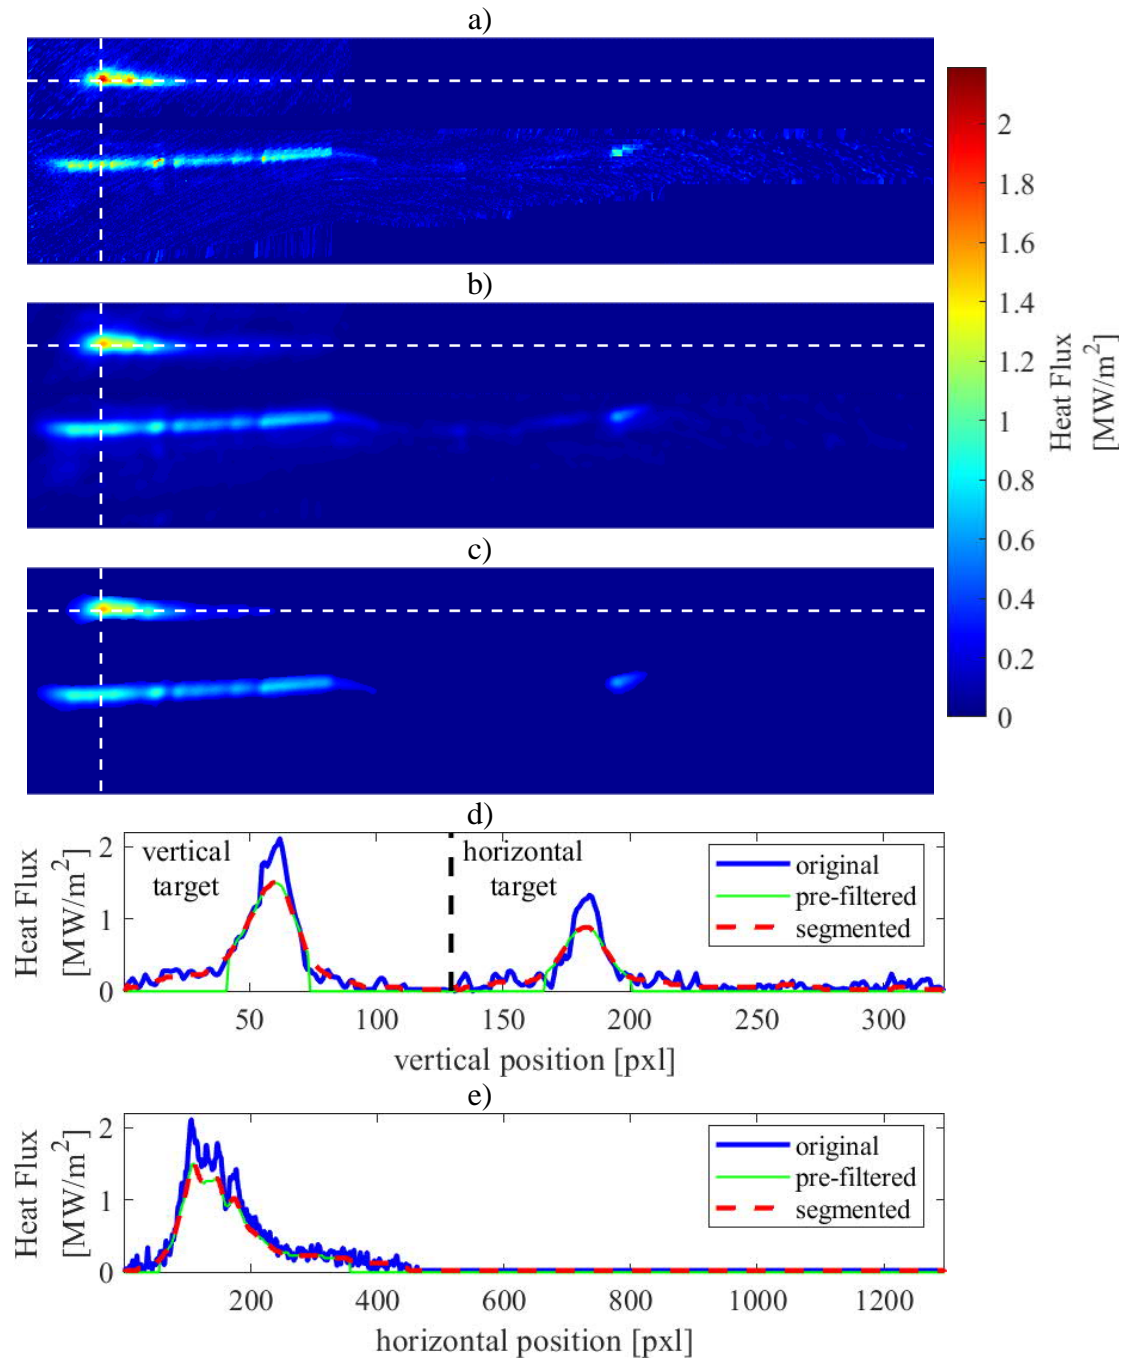 a)
b)
c)
2
1.8
1.6
1.4
1.2
1
0.8
0.6
0.4
0.2
0
Heat Flux
[MW/m²]
d)
Heat Flux
[MW/m²]
2
1
0
vertical
target
horizontal
target
original
pre-filtered
segmented
50 100 150 200 250 300
vertical position [pxl]
e)
Heat Flux
[MW/m²]
2
1
0
original
pre-filtered
segmented
200 400 600 800 1000 1200
horizontal position [pxl]